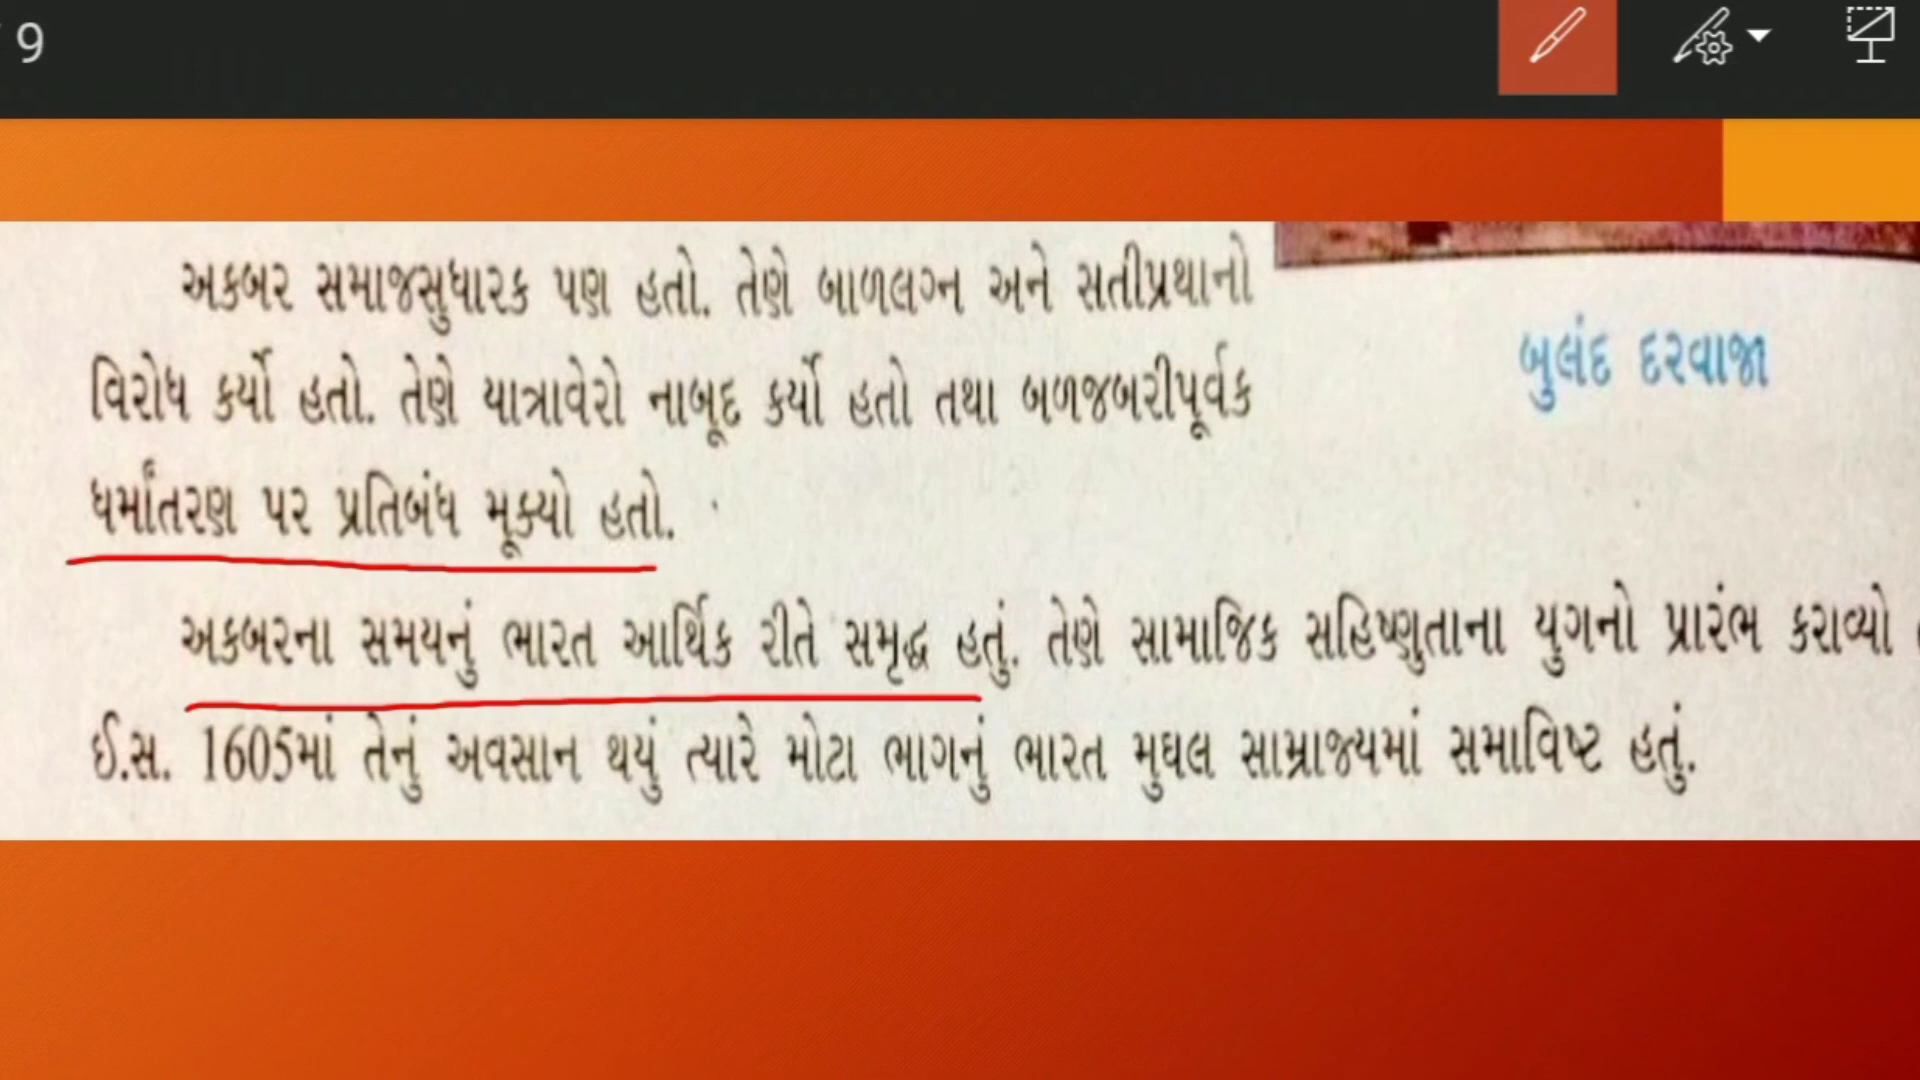 9
અકબર સમાજસુધારક પણ હતો. તેણે બાળલગ્ન અને સતીપ્રથાનો
વિરોધ કર્યો હતો. તેણે યાત્રાવેરો નાબૂદ કર્યો હતો તથા બળજબરીપૂર્વક
ધર્માંતરણ પર પ્રતિબંધ મૂક્યો હતો.
બુલંદ દરવાજા
અકબરના સમયનું ભારત આર્થિક રીતે સમૃદ્ધ હતું. તેણે સામાજિક સહિષ્ણુતાના યુગનો પ્રારંભ કરાવ્યો
ઈ.સ. 1605માં તેનું અવસાન થયું ત્યારે મોટા ભાગનું ભારત મુઘલ સામ્રાજ્યમાં સમાવિષ્ટ હતું.